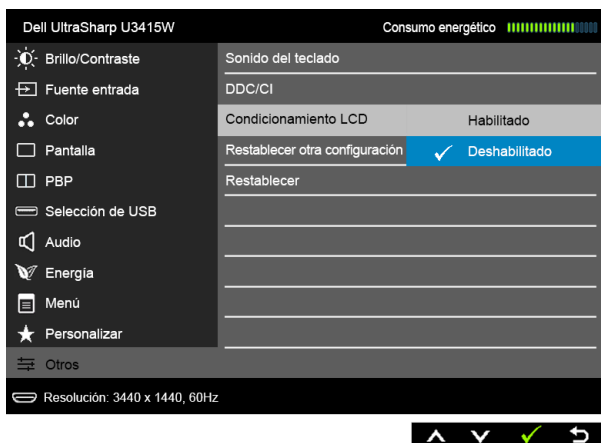 Dell UltraSharp U3415W
Consumo energético
Brillo/Contraste
Sonido del teclado
Fuente entrada
DDC/CI
Color
Condicionamiento LCD
Habilitado
Pantalla
Restablecer otra configuración
Deshabilitado
PBP
Restablecer
Selección de USB
Audio
Energía
Menú
Personalizar
Otros
Resolución: 3440 x 1440, 60Hz